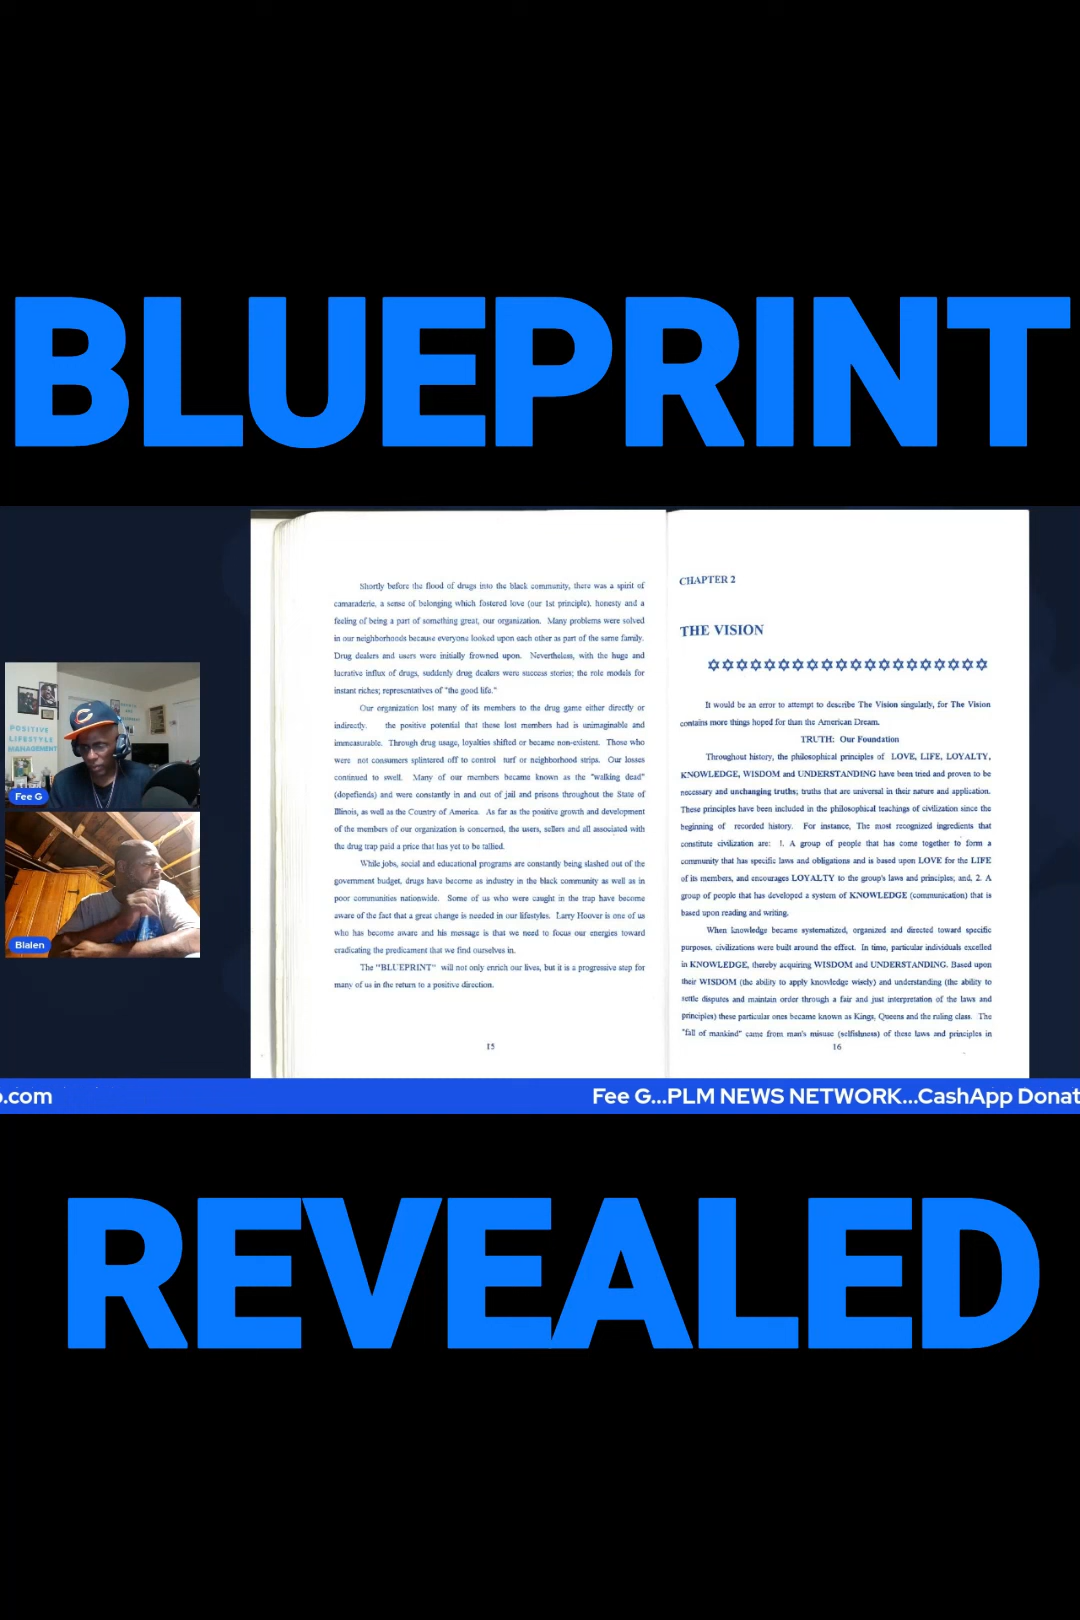 BLUEPRINT
Shortly before the flood of drugs into the black community, there was a spirit of
camaraderie, a sense of belonging which fostered love (our 1st principle), honesty and a
feeling of being a part of something great, our organization. Many problems were solved
in our neighborhoods because everyone looked upon each other as part of the same family.
Drug dealers and users were initially frowned upon. Nevertheless, with the huge and
lucrative influx of drugs, suddenly drug dealers were success stories; the role models for
instant riches; representatives of "the good life."
Our organization lost many of its members to the drug game either directly or
indirectly. the positive potential that these lost members had is unimaginable and
immeasurable. Through drug usage, loyalties shifted or became non-existent. Those who
were not consumers splintered off to control turf or neighborhood strips. Our losses
continued to swell. Many of our members became known as the "walking dead"
(dopefiends) and were constantly in and out of jail and prisons throughout the State of
Illinois, as well as the Country of America. As far as the positive growth and development
of the members of our organization is concerned, the users, sellers and all associated with
the drug trap paid a price that has yet to be tallied.
While jobs, social and educational programs are constantly being slashed out of the
government budget, drugs have become as industry in the black community as well as in
poor communities nationwide. Some of us who were caught in the trap have become
aware of the fact that a great change is needed in our lifestyles. Larry Hoover is one of us
who has become aware and his message is that we need to focus our energies toward
eradicating the predicament that we find ourselves in.
The "BLUEPRINT" will not only enrich our lives, but it is a progressive step for
many of us in the return to a positive direction.
15
CHAPTER 2
THE VISION
It would be an error to attempt to describe The Vision singularly, for The Vision
contains more things hoped for than the American Dream.
TRUTH: Our Foundation
Throughout history, the philosophical principles of LOVE, LIFE, LOYALTY,
KNOWLEDGE, WISDOM and UNDERSTANDING have been tried and proven to be
necessary and unchanging truths; truths that are universal in their nature and application.
These principles have been included in the philosophical teachings of civilization since the
beginning of recorded history. For instance, The most recognized ingredients that
constitute civilization are: 1. A group of people that has come together to form a
community that has specific laws and obligations and is based upon LOVE for the LIFE
of its members, and encourages LOYALTY to the group's laws and principles; and, 2. A
group of people that has developed a system of KNOWLEDGE (communication) that is
based upon reading and writing.
When knowledge became systematized, organized and directed toward specific
purposes, civilizations were built around the effect. In time, particular individuals excelled
in KNOWLEDGE, thereby acquiring WISDOM and UNDERSTANDING. Based upon
their WISDOM (the ability to apply knowledge wisely) and understanding (the ability to
settle disputes and maintain order through a fair and just interpretation of the laws and
principles) these particular ones became known as Kings, Queens and the ruling class. The
"fall of mankind" came from man's misuse (selfishness) of these laws and principles in
16
POSITIVE
LIFESTYLE
MANAGEMENT
Fee G
Blalen
.com
Fee G...PLM NEWS NETWORK...CashApp Donat
REVEALED